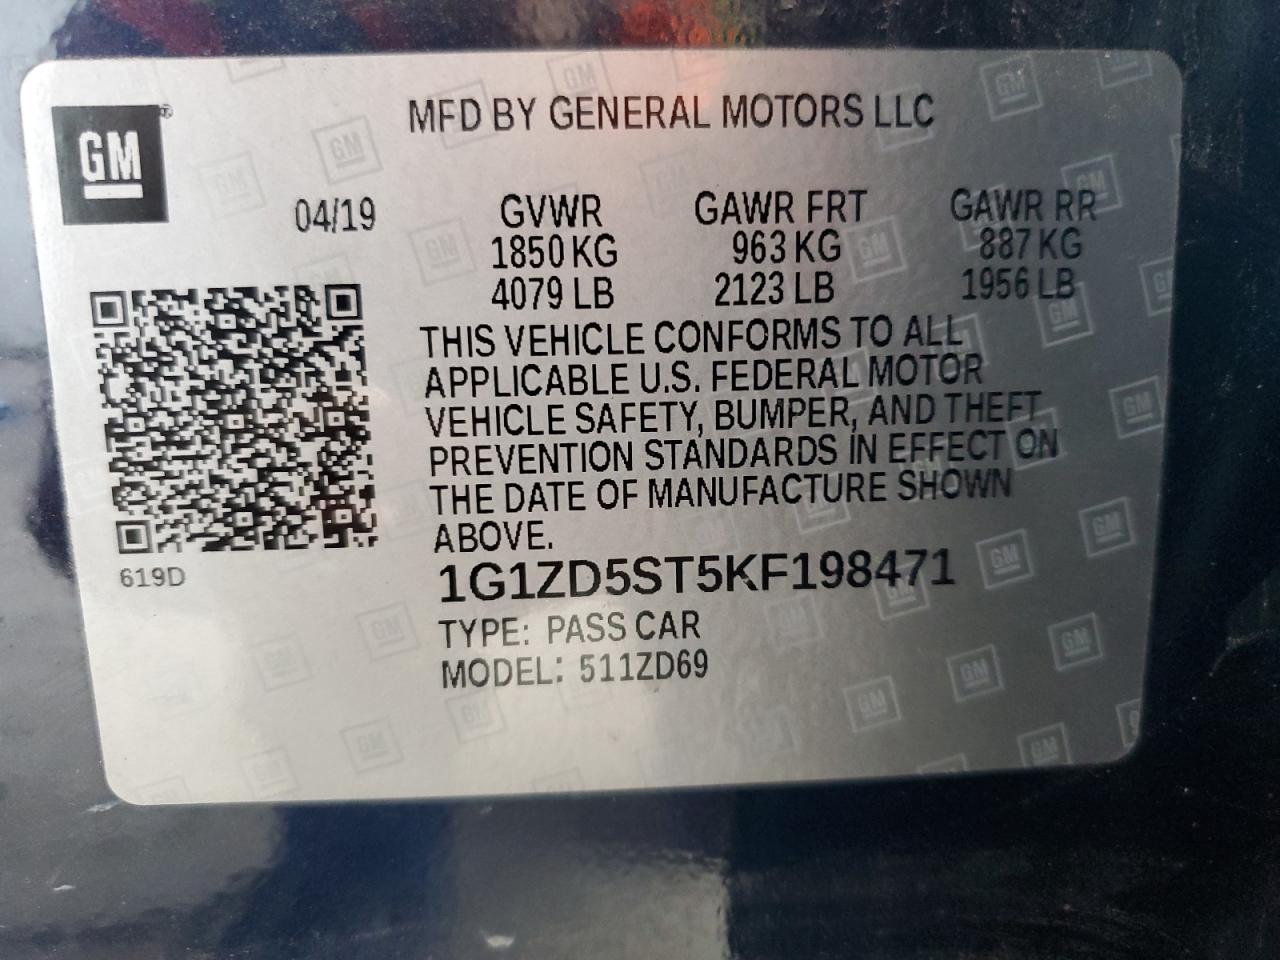 GM
MFD BY GENERAL MOTORS LLC
04/19
GVWR GAWR FRT GAWR RR
1850 KG 963 KG 887 KG
4079 LB 2123 LB 1956 LB
THIS VEHICLE CONFORMS TO ALL
APPLICABLE U.S. FEDERAL MOTOR
VEHICLE SAFETY, BUMPER, AND THEFT
PREVENTION STANDARDS IN EFFECT ON
THE DATE OF MANUFACTURE SHOWN
ABOVE.
619D
1G1ZD5ST5KF198471
TYPE: PASS CAR
MODEL: 511ZD69